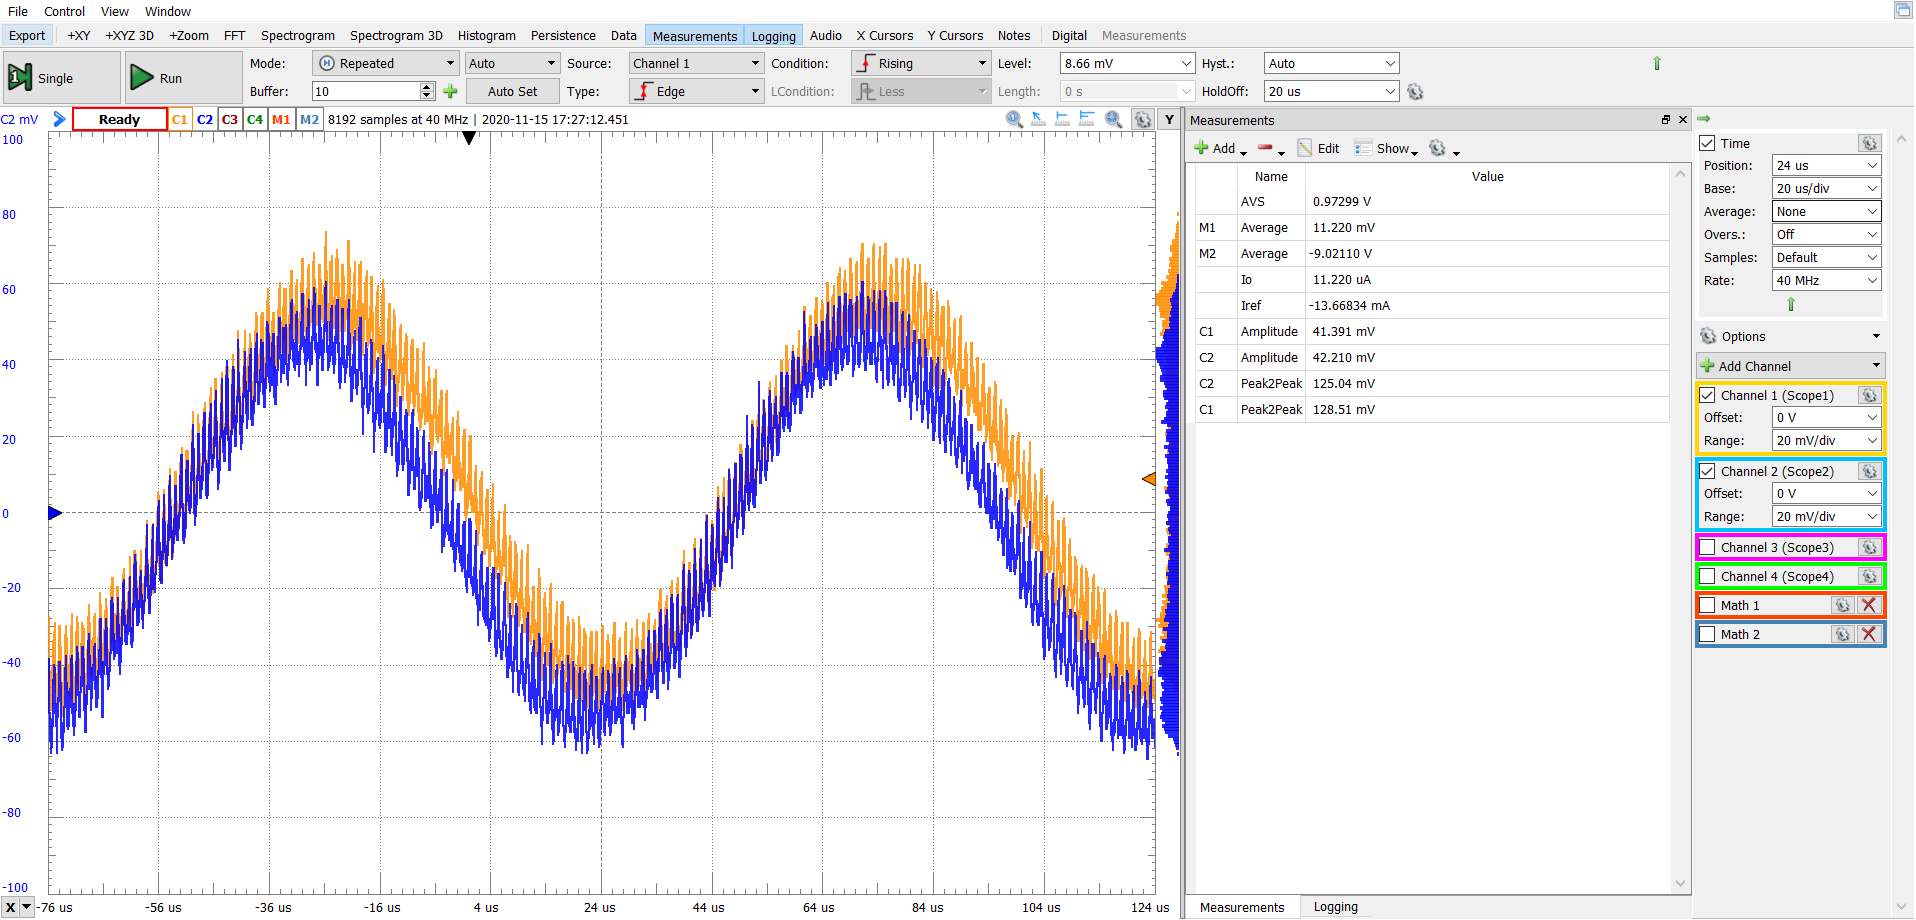 File Control View Window
Export +XY +XYZ 3D +Zoom FFT Spectrogram Spectrogram 3D Histogram Persistence Data Measurements Logging Audio X Cursors Y Cursors Notes Digital Measurements
Single Run Mode: Repeated Auto Source: Channel 1 Condition: Rising Level: 8.66 mV Hyst.: Auto
Buffer: 10 Auto Set Type: Edge LCondition: Less Length: 0 s HoldOff: 20 us
C2 mV Ready C1 C2 C3 C4 M1 M2 8192 samples at 40 MHz | 2020-11-15 17:27:12.451 Y
100
80
60
40
20
0
-20
-40
-60
-80
-100
X -76 us -56 us -36 us -16 us 4 us 24 us 44 us 64 us 84 us 104 us 124 us
Measurements
Add Edit Show
Name Value
AVS 0.97299 V
M1 Average 11.220 mV
M2 Average -9.02110 V
Io 11.220 uA
Iref -13.66834 mA
C1 Amplitude 41.391 mV
C2 Amplitude 42.210 mV
C2 Peak2Peak 125.04 mV
C1 Peak2Peak 128.51 mV
Measurements Logging
Time
Position: 24 us
Base: 20 us/div
Average: None
Overs.: Off
Samples: Default
Rate: 40 MHz
Options
Add Channel
Channel 1 (Scope1)
Offset: 0 V
Range: 20 mV/div
Channel 2 (Scope2)
Offset: 0 V
Range: 20 mV/div
Channel 3 (Scope3)
Channel 4 (Scope4)
Math 1
Math 2